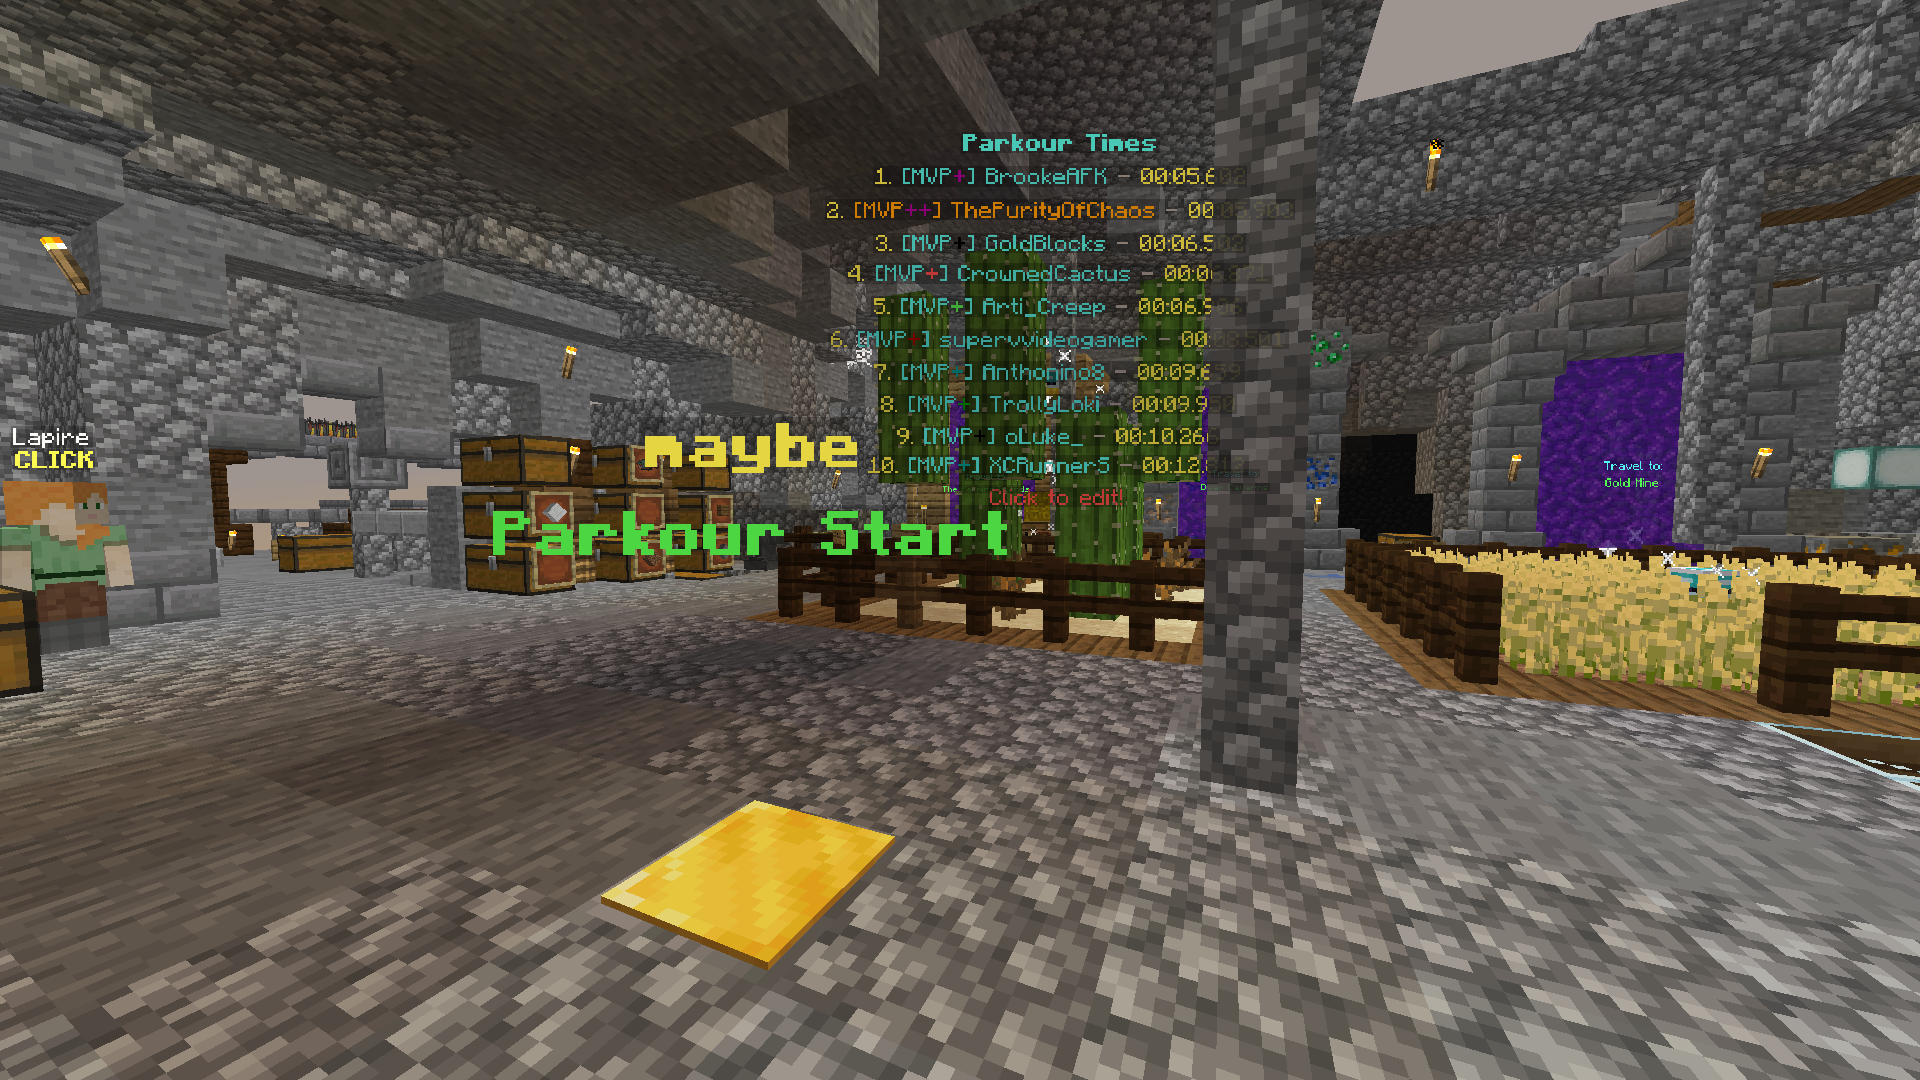 Parkour Times
1. [MVP+] BrookeAFK – 00:05.6
2. [MVP++] ThePurityOfChaos – 00
3. [MVP+] GoldBlocks – 00:06.5
4. [MVP+] CrownedCactus – 00:0
5. [MVP+] Arti_Creep – 00:06.9
6. [MVP+] supervvideogamer – 00:
7. [MVP+] Anthonino8 – 00:09.6
8. [MVP+] TrollyLoki – 00:09.9
9. [MVP+] oLuke_ – 00:10.26
10. [MVP+] XCRunner5 – 00:12.
Click to edit!
maybe
Parkour Start
Lapire
CLICK
Travel to:
Gold Mine